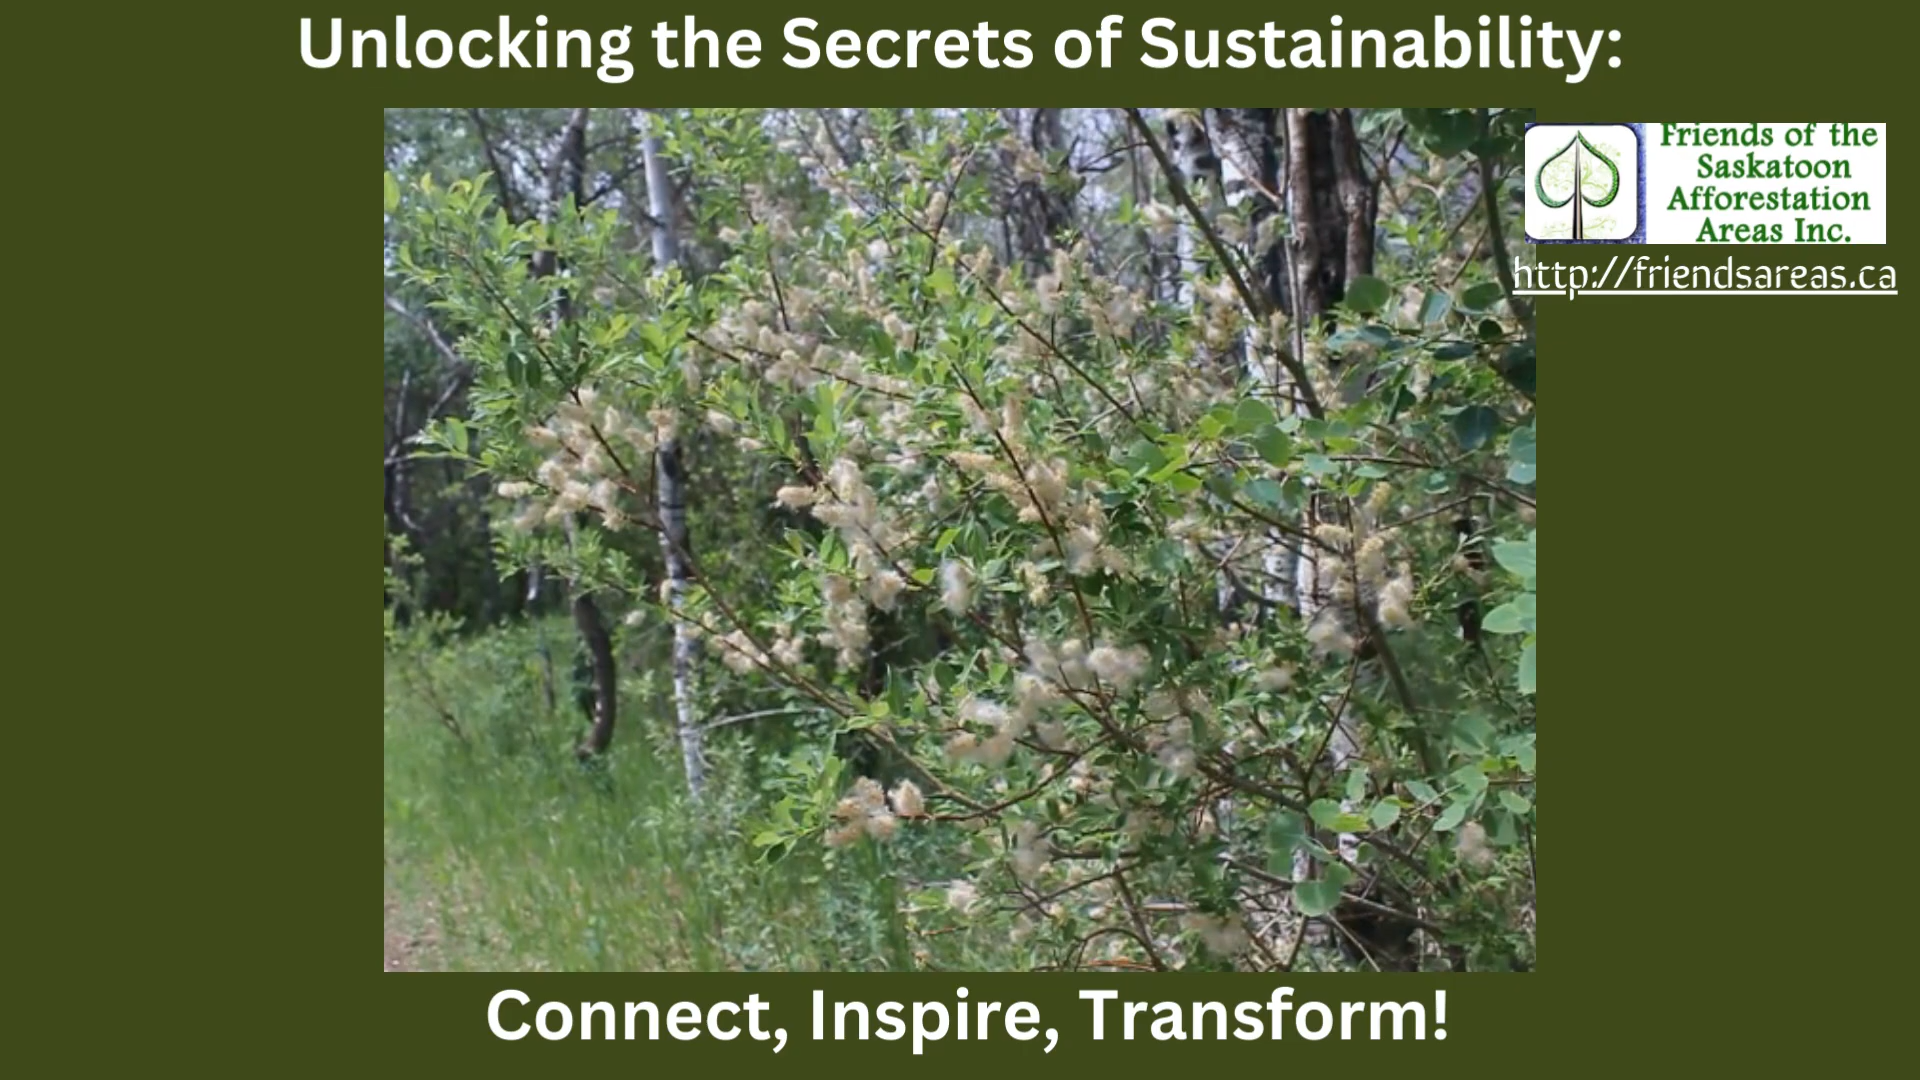 Unlocking the Secrets of Sustainability:
Friends of the
Saskatoon
Afforestation
Areas Inc.
http://friendsareas.ca
Connect, Inspire, Transform!